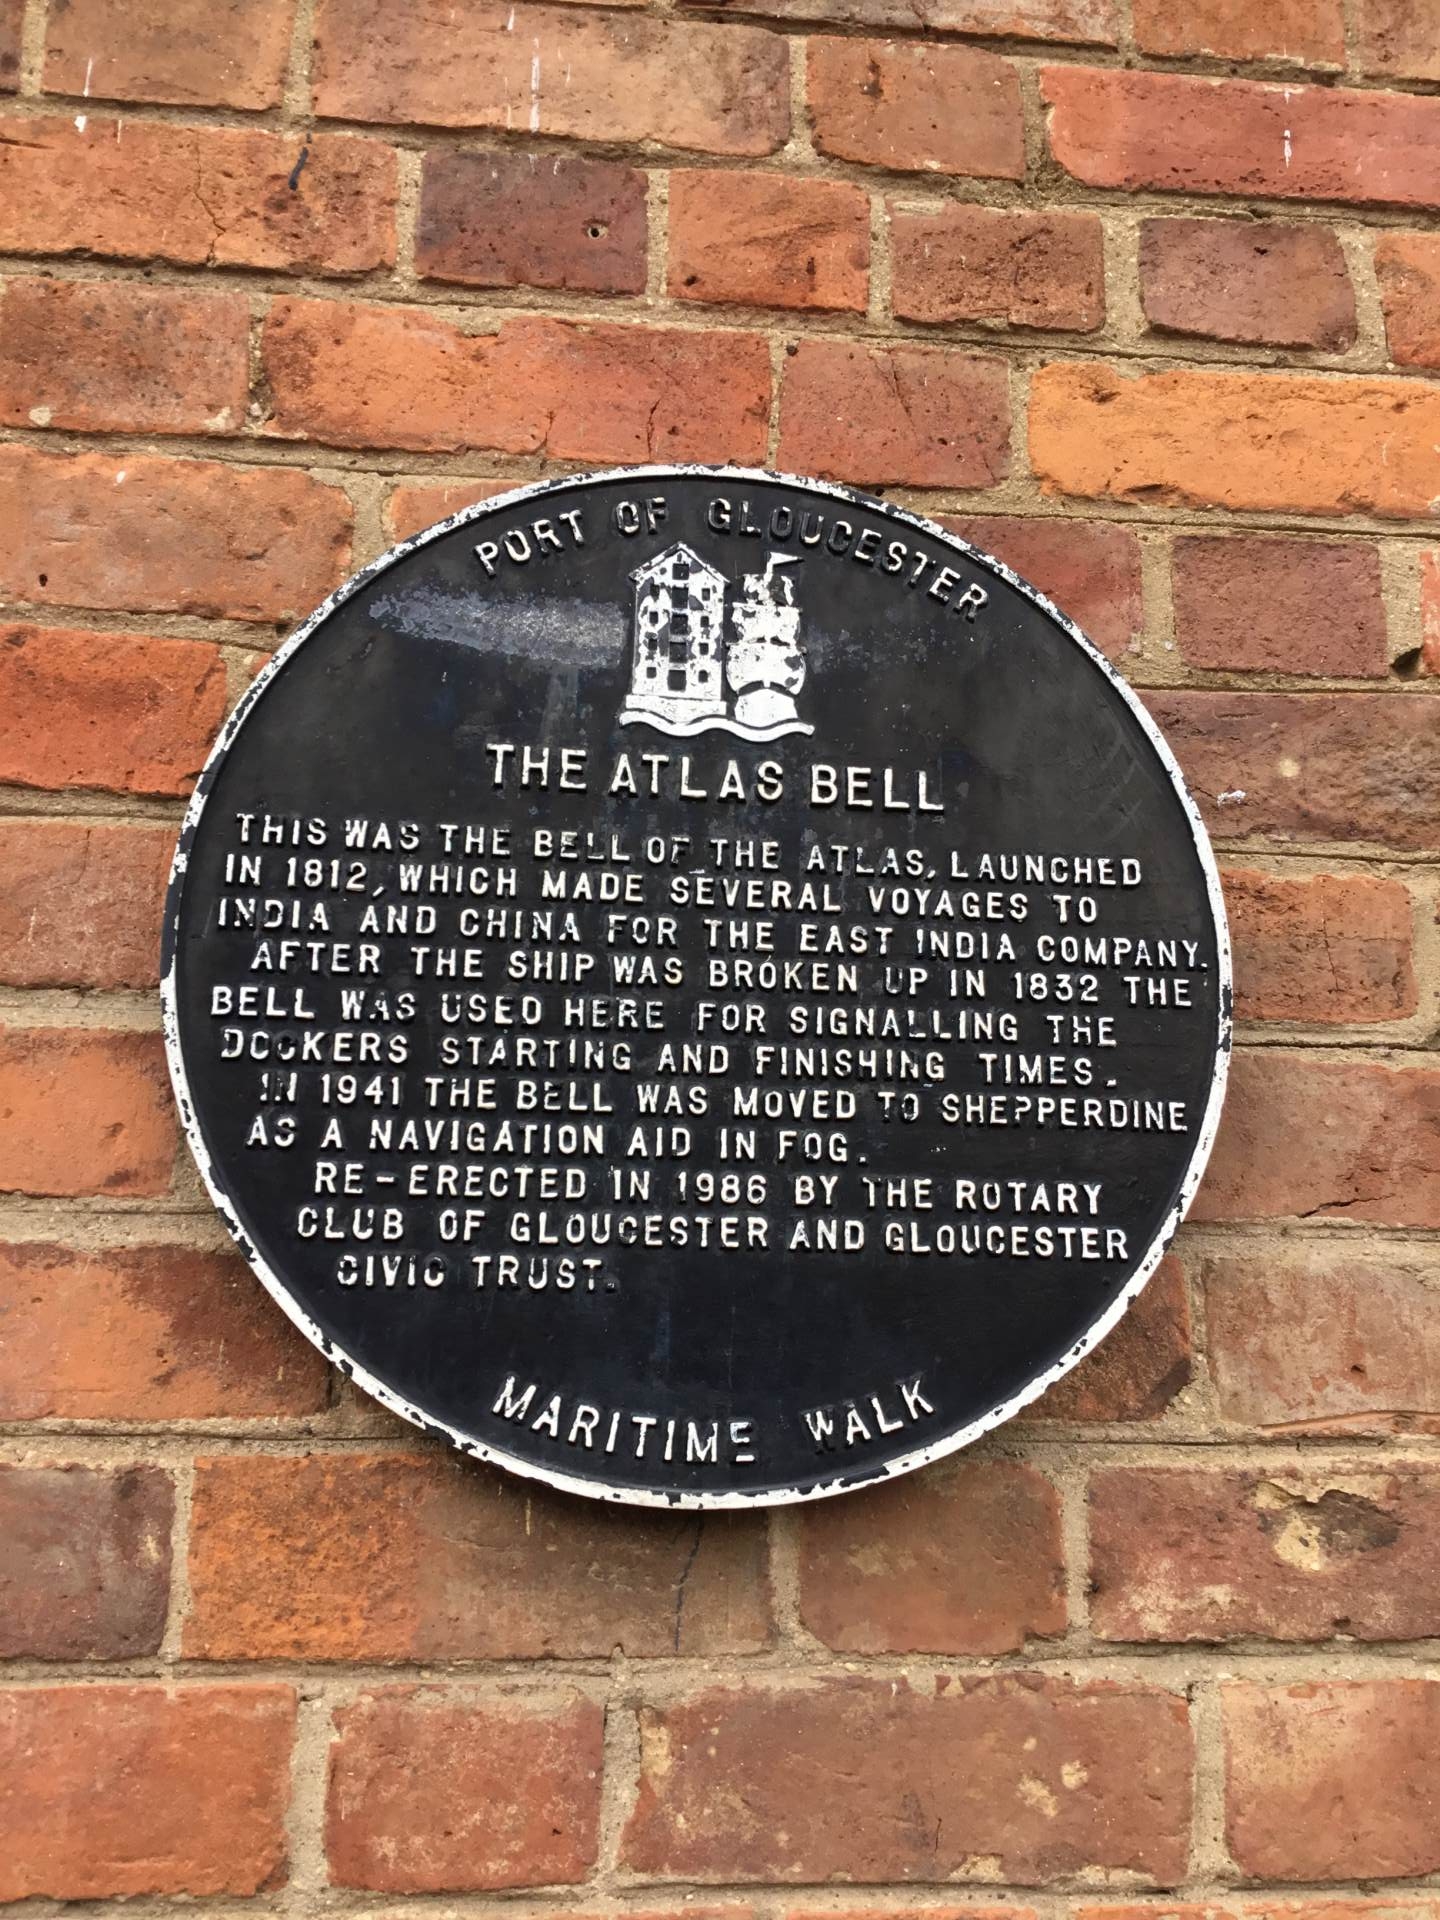 PORT OF GLOUCESTER
THE ATLAS BELL
THIS WAS THE BELL OF THE ATLAS, LAUNCHED
IN 1812, WHICH MADE SEVERAL VOYAGES TO
INDIA AND CHINA FOR THE EAST INDIA COMPANY.
AFTER THE SHIP WAS BROKEN UP IN 1832 THE
BELL WAS USED HERE FOR SIGNALLING THE
DOCKERS STARTING AND FINISHING TIMES.
IN 1941 THE BELL WAS MOVED TO SHEPPERDINE
AS A NAVIGATION AID IN FOG.
RE-ERECTED IN 1986 BY THE ROTARY
CLUB OF GLOUCESTER AND GLOUCESTER
CIVIC TRUST.
MARITIME WALK